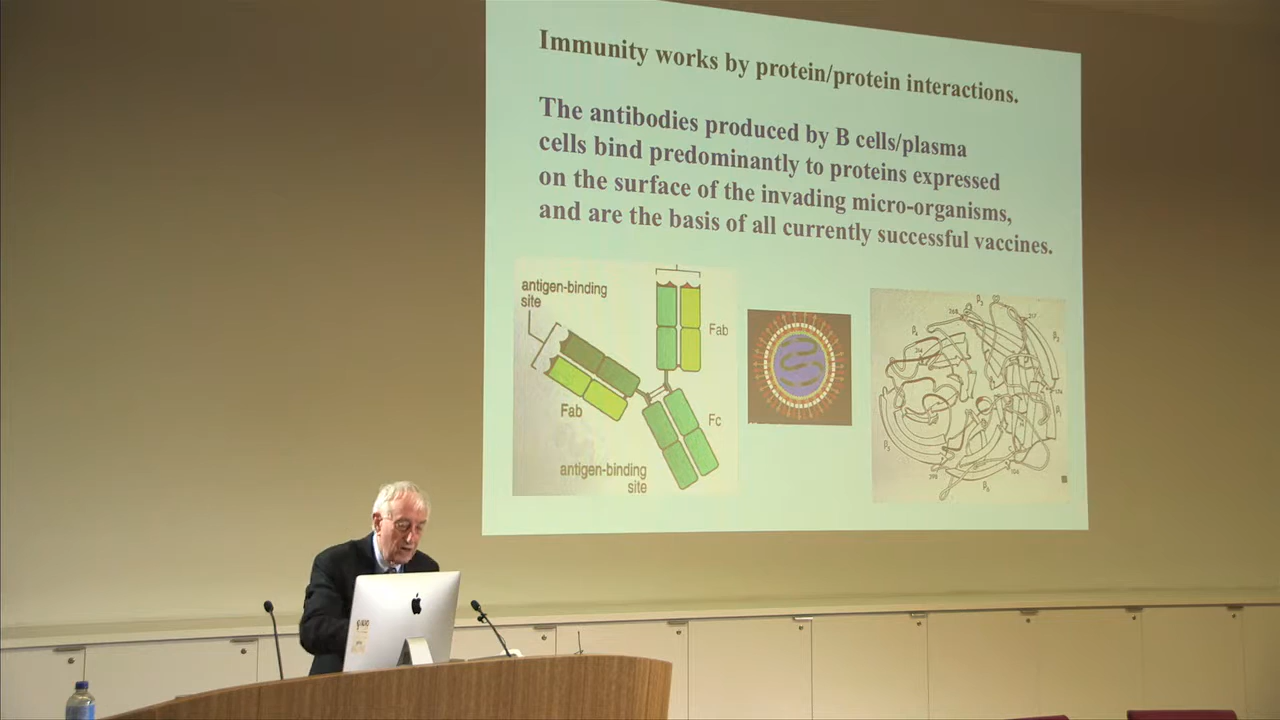 Immunity works by protein/protein interactions.
The antibodies produced by B cells/plasma
cells bind predominantly to proteins expressed
on the surface of the invading micro-organisms,
and are the basis of all currently successful vaccines.
antigen-binding
site
Fab
Fab
Fc
antigen-binding
site